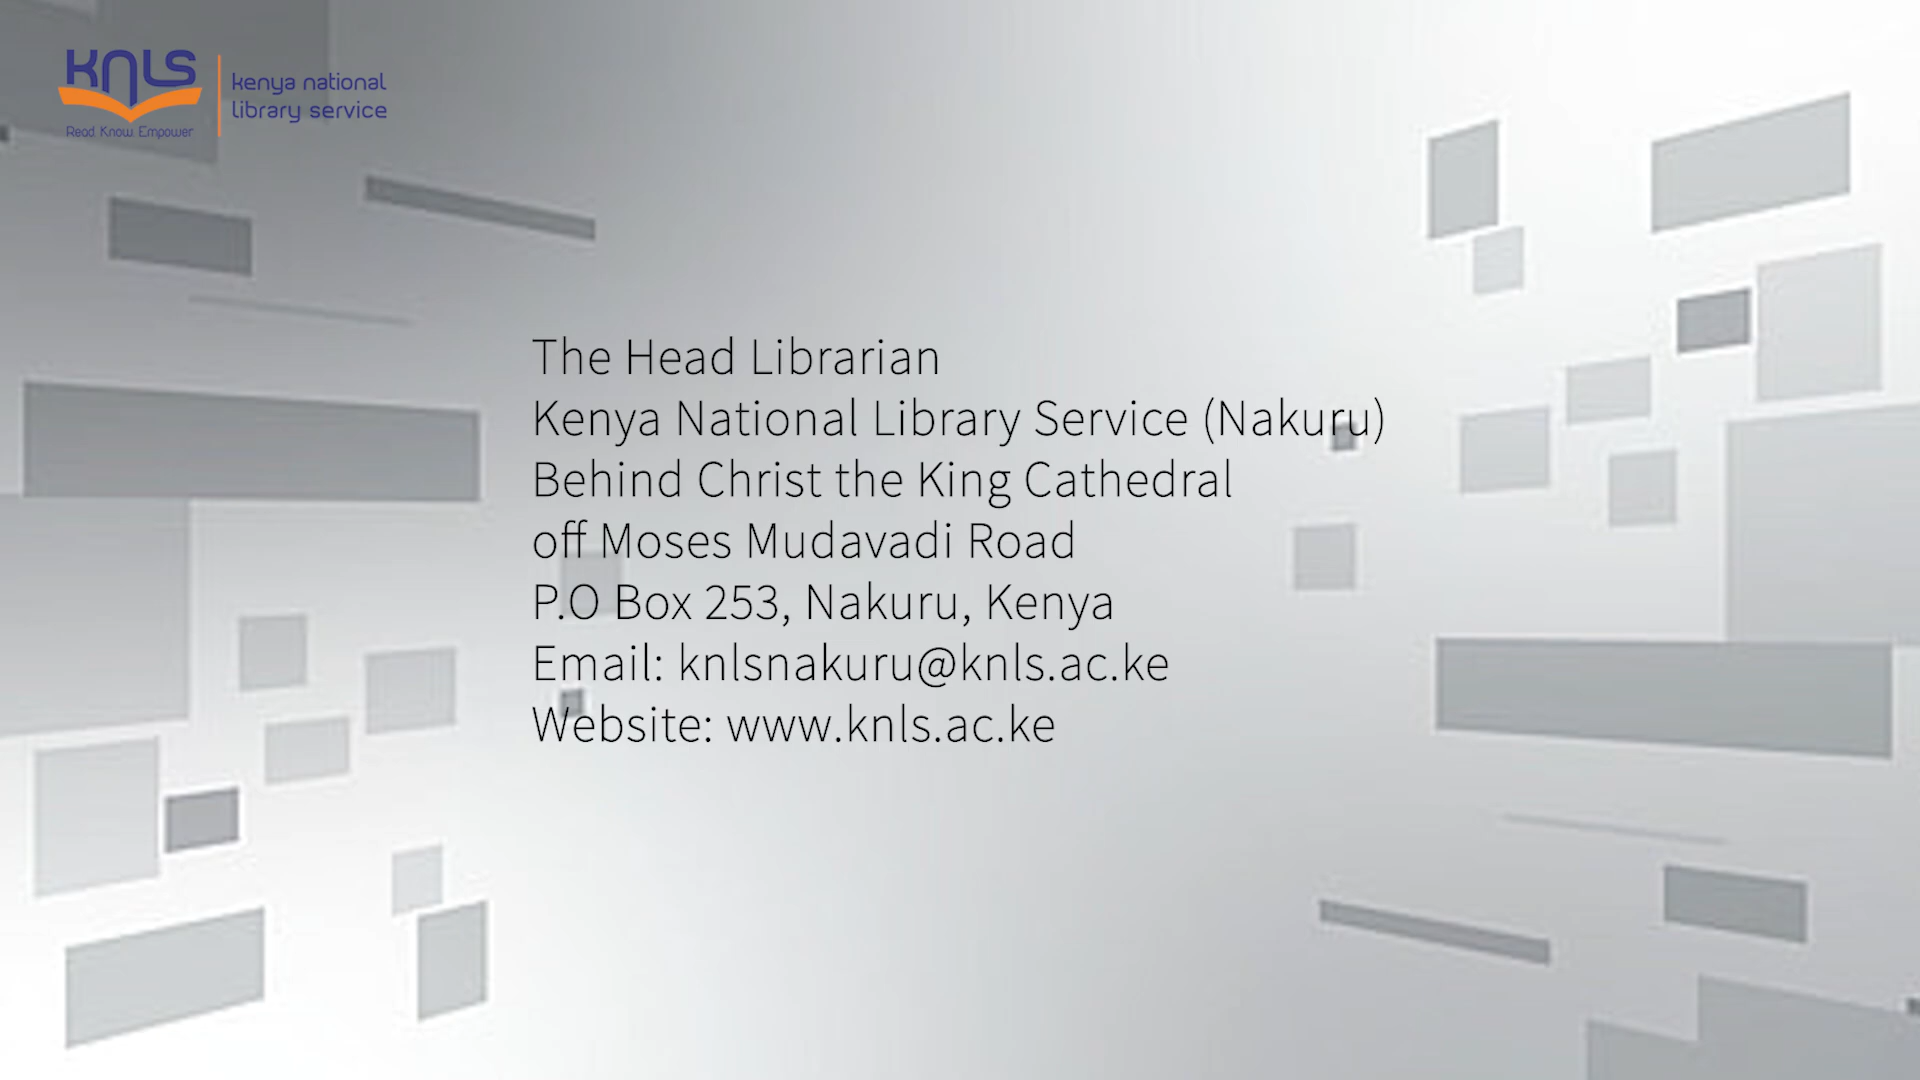 KNLS
Read Know Empower
kenya national
library service
The Head Librarian
Kenya National Library Service (Nakuru)
Behind Christ the King Cathedral
off Moses Mudavadi Road
P.O Box 253, Nakuru, Kenya
Email: knlsnakuru@knls.ac.ke
Website: www.knls.ac.ke